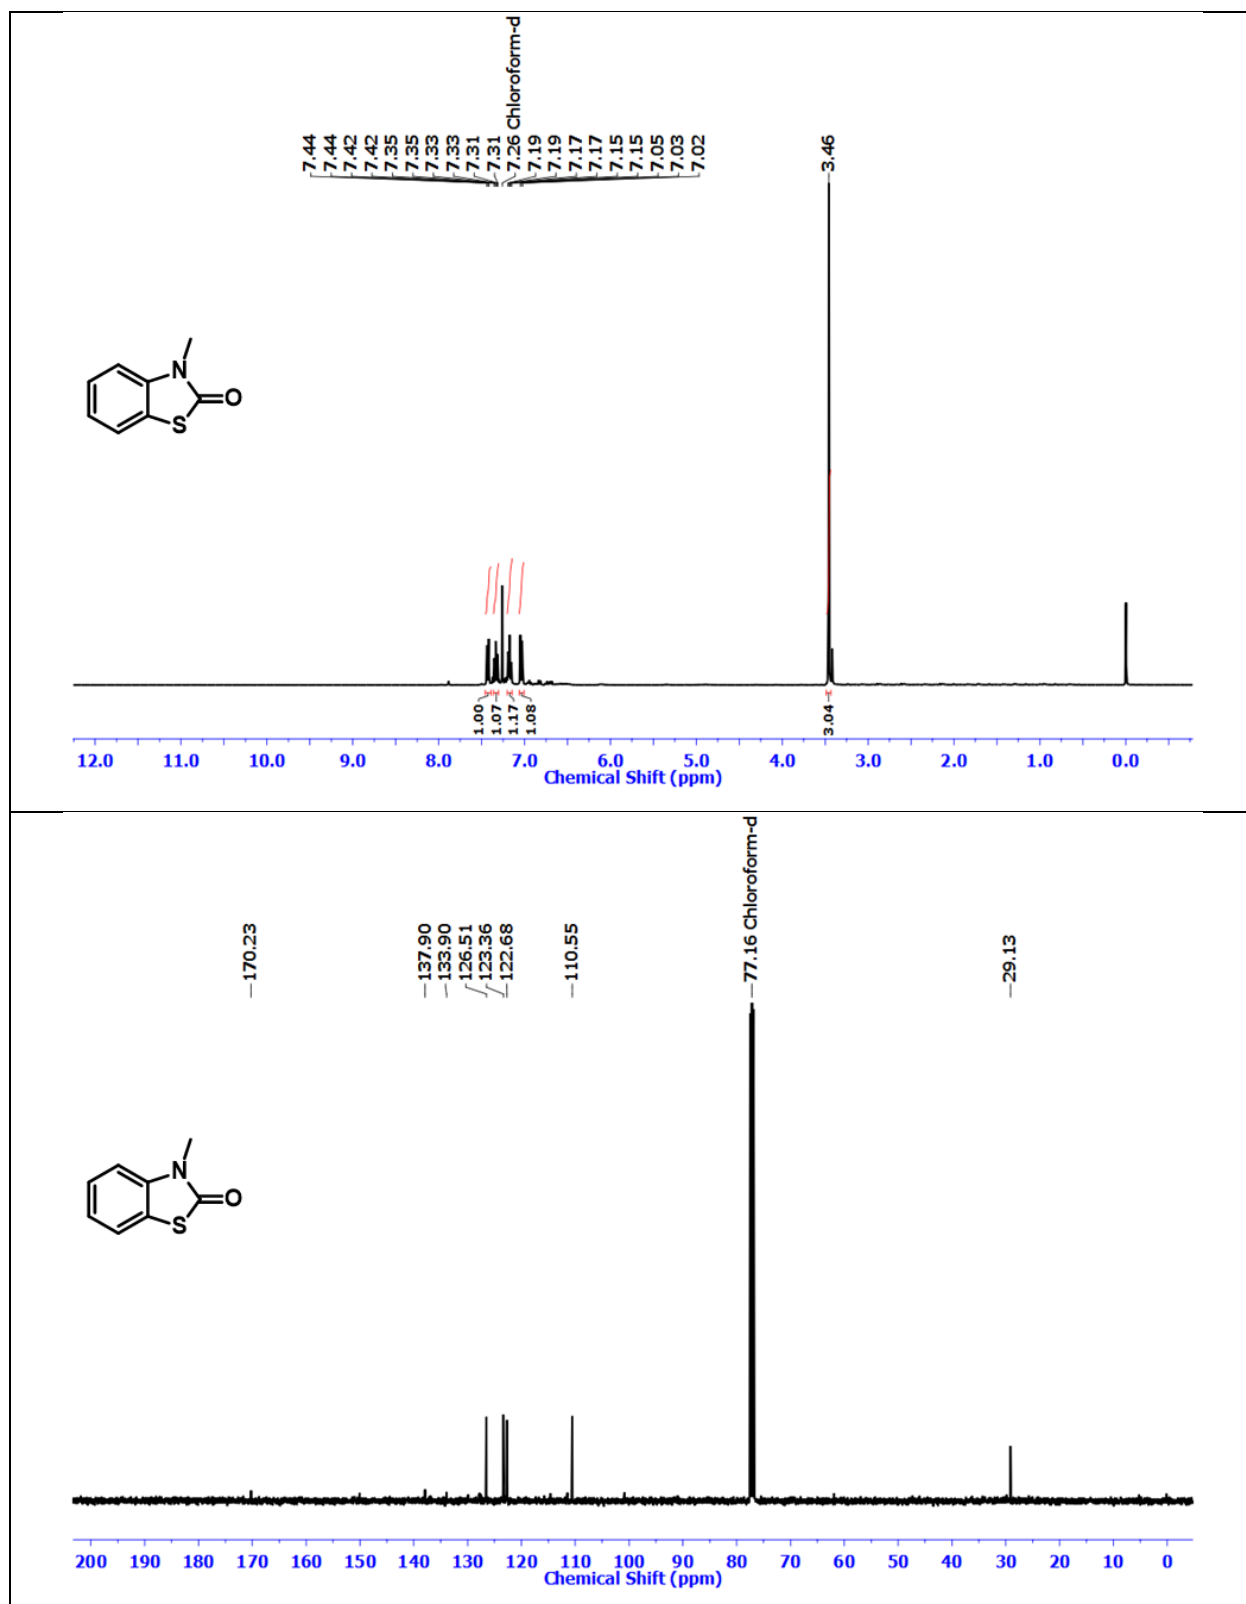 7.44
7.44
7.42
7.42
7.35
7.35
7.33
7.33
7.31
7.31
7.26 Chloroform-d
7.19
7.19
7.17
7.17
7.15
7.15
7.05
7.03
7.02
3.46
N
O
S
1.00
1.07
1.17
1.08
3.04
12.0 11.0 10.0 9.0 8.0 7.0 6.0 5.0 4.0 3.0 2.0 1.0 0.0
Chemical Shift (ppm)
170.23
137.90
133.90
126.51
123.36
122.68
110.55
77.16 Chloroform-d
29.13
N
O
S
200 190 180 170 160 150 140 130 120 110 100 90 80 70 60 50 40 30 20 10 0
Chemical Shift (ppm)